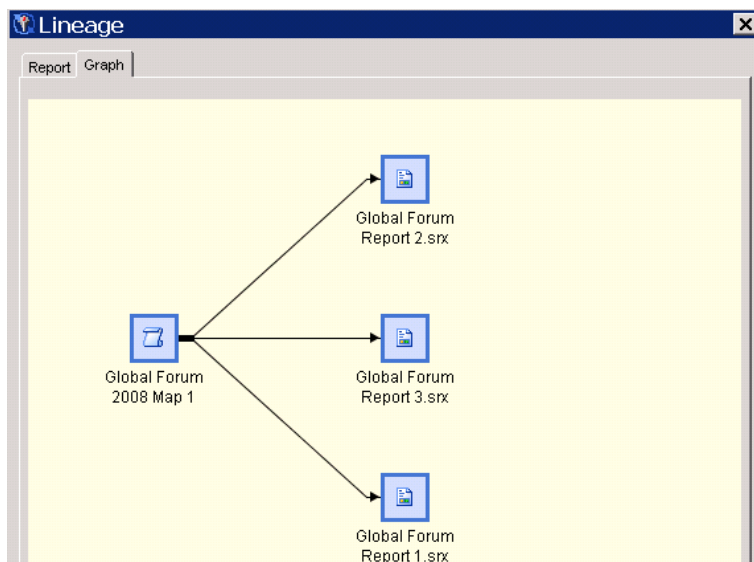 Lineage
Report Graph
Global Forum
Report 2.srx
Global Forum
2008 Map 1
Global Forum
Report 3.srx
Global Forum
Report 1.srx